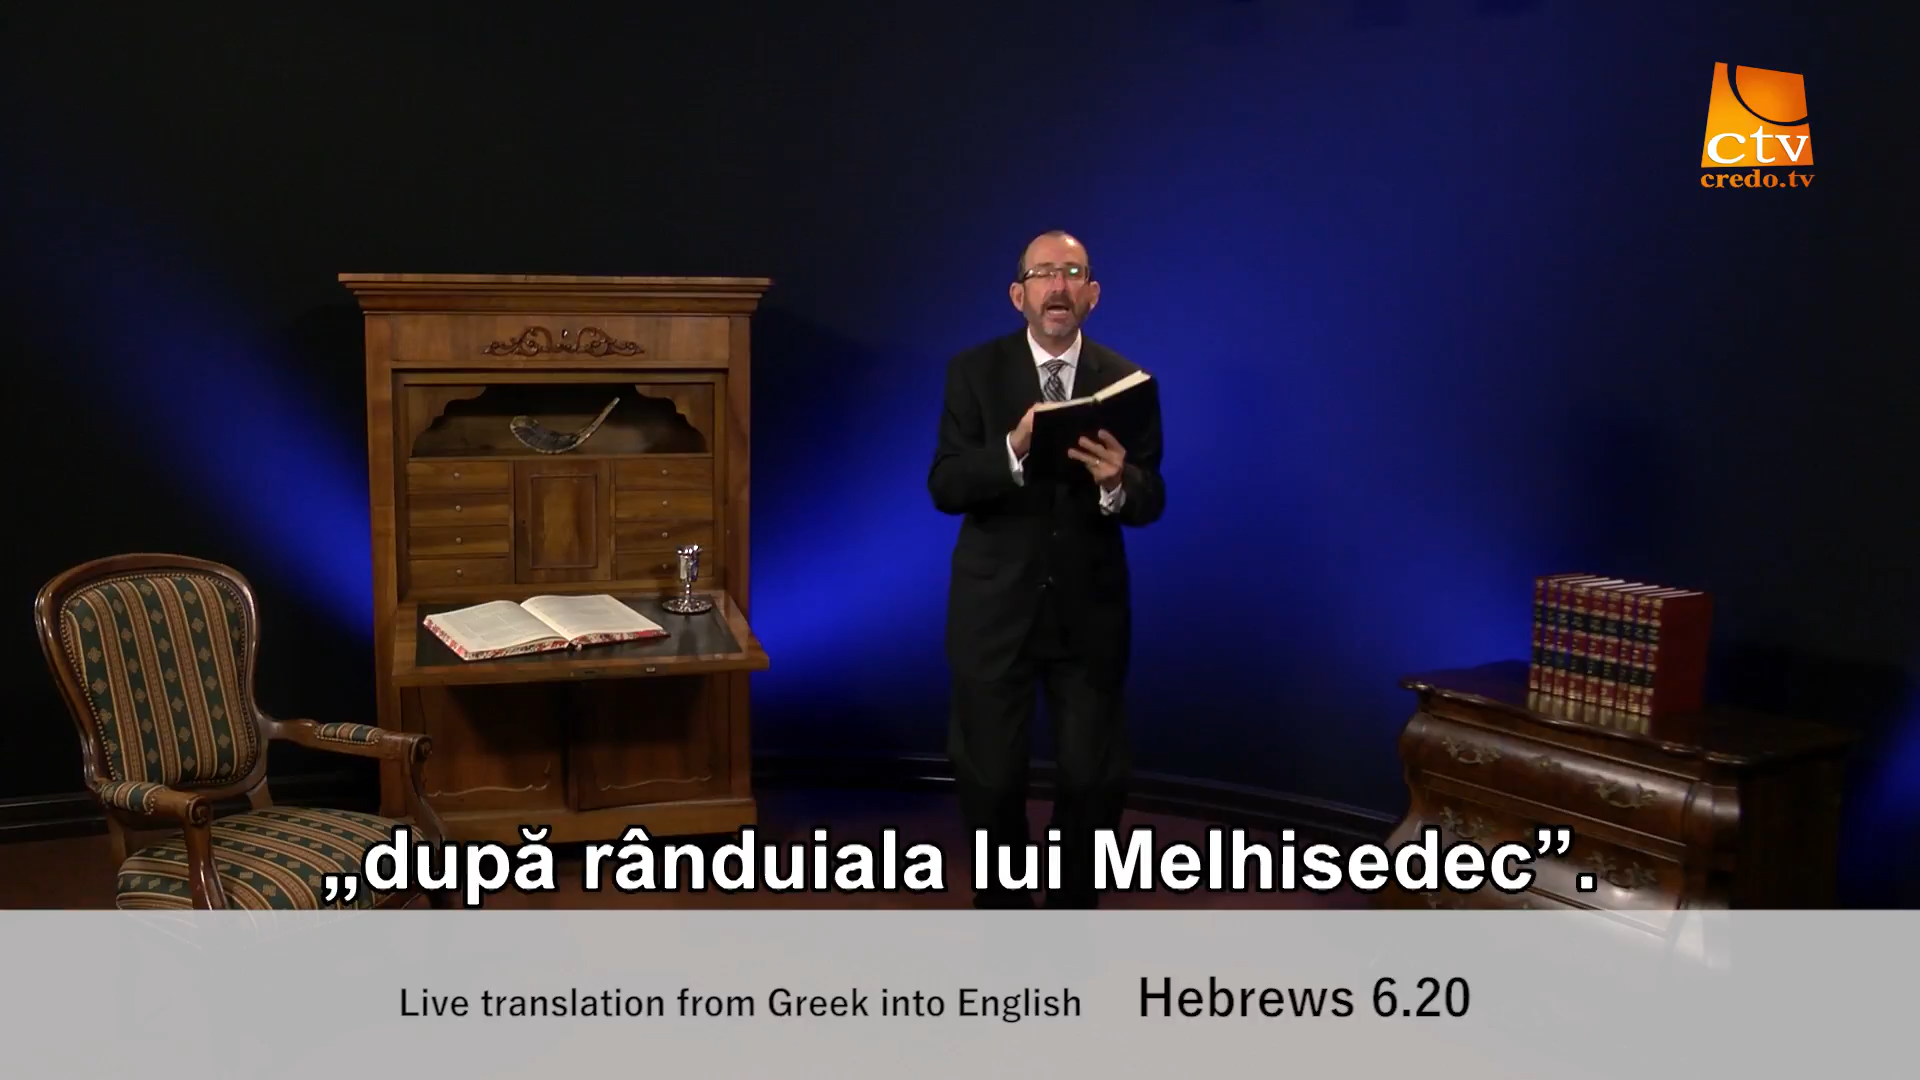 ctv
credo.tv
„după rânduiala lui Melhisedec”.
Live translation from Greek into English Hebrews 6.20